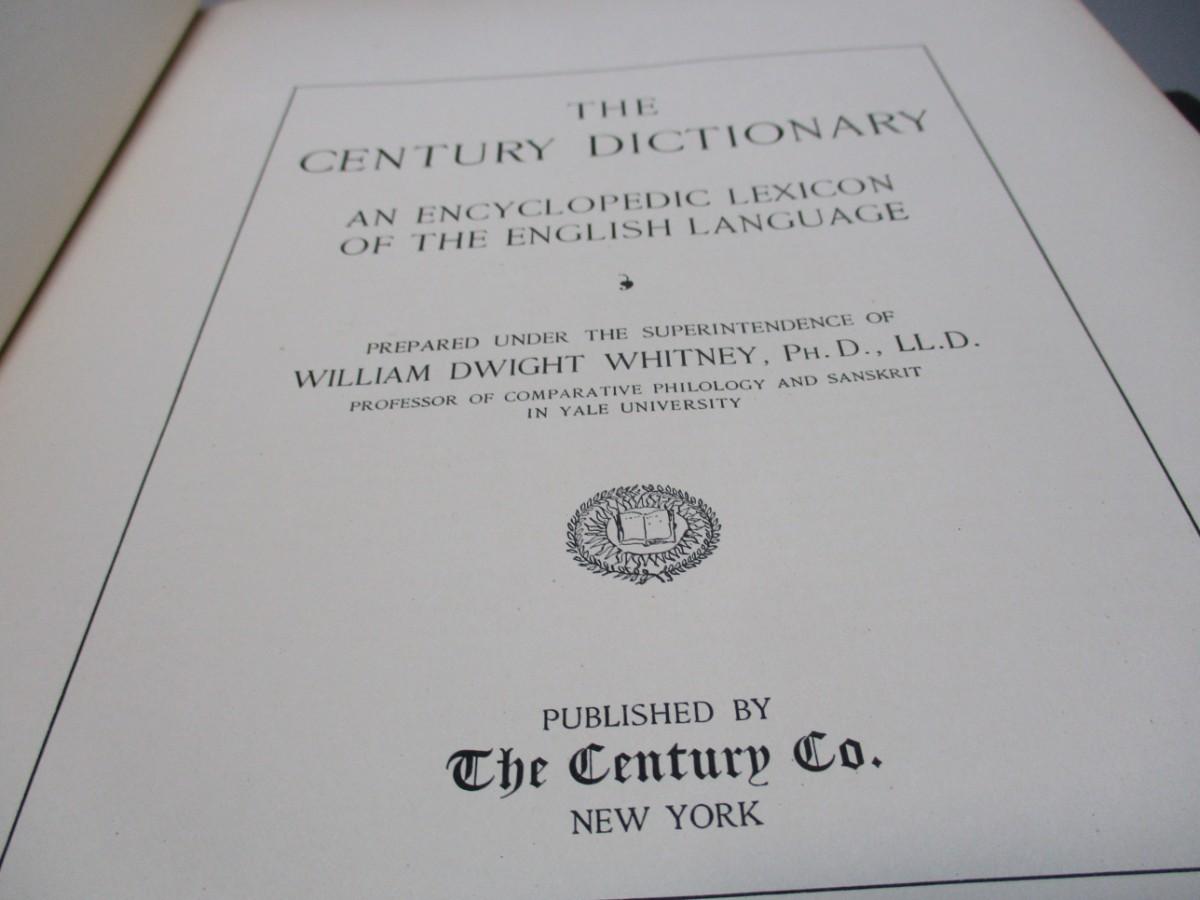 THE
CENTURY DICTIONARY
AN ENCYCLOPEDIC LEXICON
OF THE ENGLISH LANGUAGE
PREPARED UNDER THE SUPERINTENDENCE OF
WILLIAM DWIGHT WHITNEY, PH.D., LL.D.
PROFESSOR OF COMPARATIVE PHILOLOGY AND SANSKRIT
IN YALE UNIVERSITY
PUBLISHED BY
The Century Co.
NEW YORK